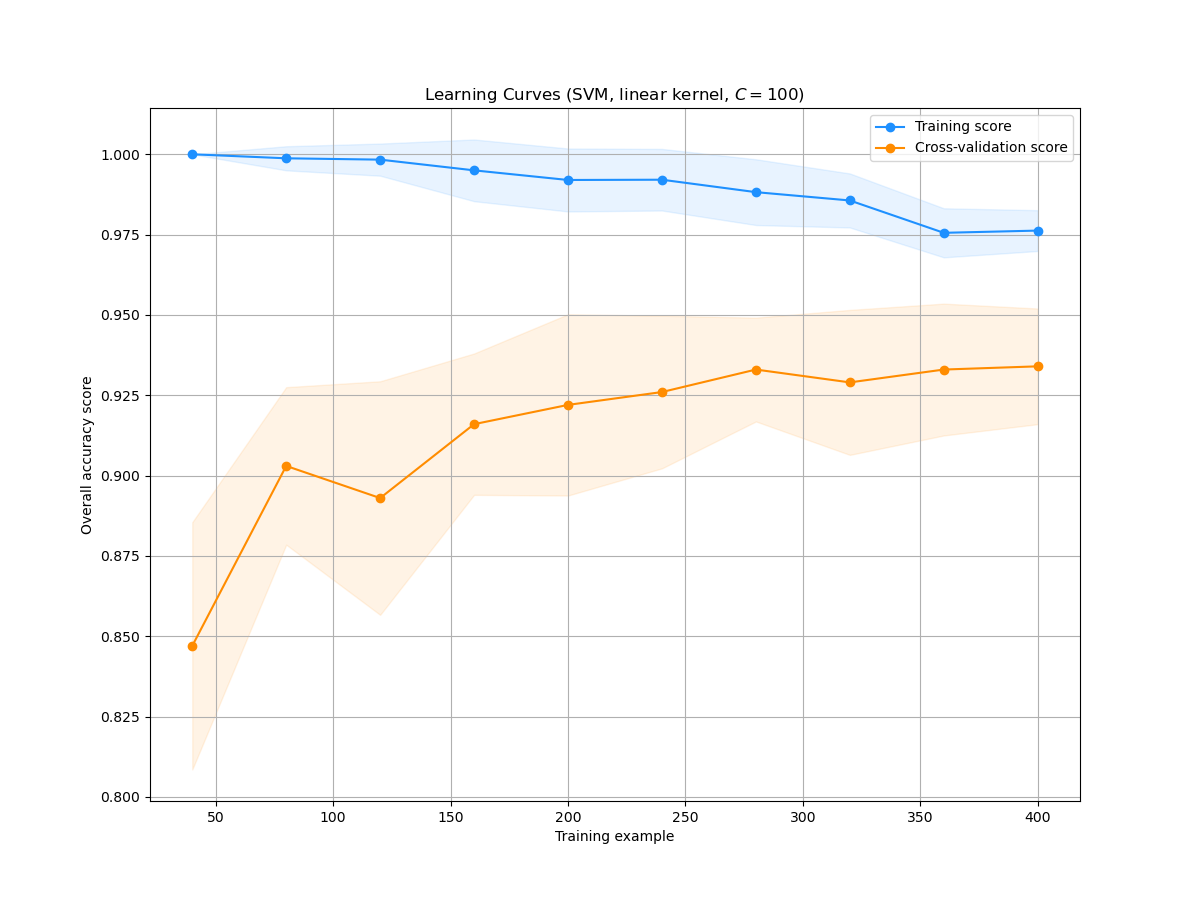 Learning Curves (SVM, linear kernel, C = 100)
Training score
Cross-validation score
1.000
0.975
0.950
0.925
0.900
0.875
0.850
0.825
0.800
Overall accuracy score
50 100 150 200 250 300 350 400
Training example